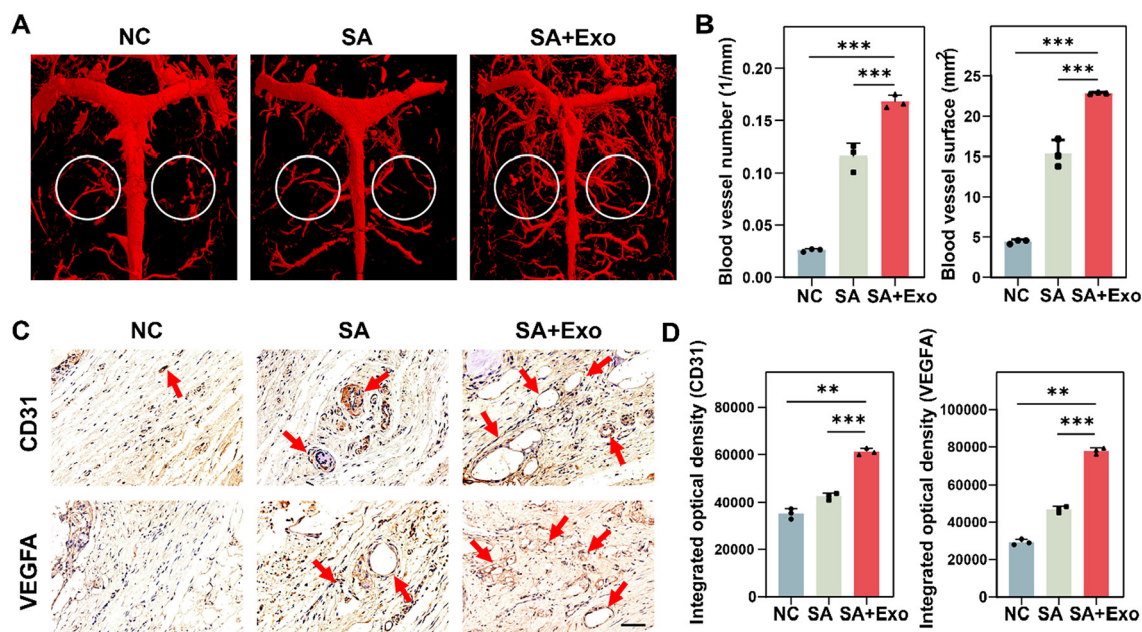 A
NC
SA
SA+Exo
B
Blood vessel number (1/mm)
0.20
0.15
0.10
0.05
0.00
***
***
NC
SA
SA+Exo
Blood vessel surface (mm²)
25
20
15
10
5
0
***
***
NC
SA
SA+Exo
C
NC
SA
SA+Exo
CD31
VEGFA
D
Integrated optical density (CD31)
80000
60000
40000
20000
0
**
***
NC
SA
SA+Exo
Integrated optical density (VEGFA)
100000
80000
60000
40000
20000
0
**
***
NC
SA
SA+Exo